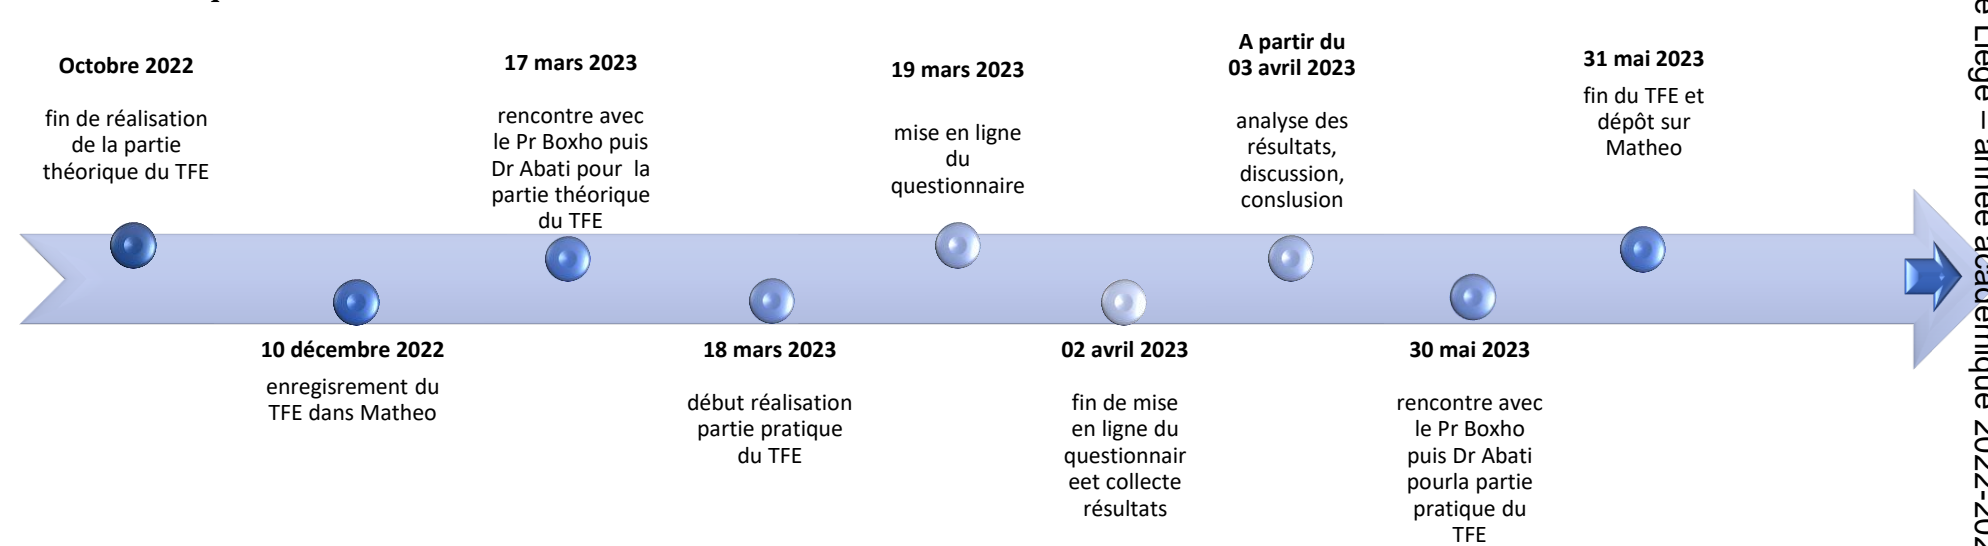 Octobre 2022
fin de réalisation
de la partie
théorique du TFE
10 décembre 2022
enregisrement du
TFE dans Matheo
17 mars 2023
rencontre avec
le Pr Boxho puis
Dr Abati pour la
partie théorique
du TFE
18 mars 2023
début réalisation
partie pratique
du TFE
19 mars 2023
mise en ligne
du
questionnaire
02 avril 2023
fin de mise
en ligne du
questionnair
eet collecte
résultats
A partir du
03 avril 2023
analyse des
résultats,
discussion,
conslusion
30 mai 2023
rencontre avec
le Pr Boxho
puis Dr Abati
pourla partie
pratique du
TFE
31 mai 2023
fin du TFE et
dépôt sur
Matheo
Liège – année académique 2022-202